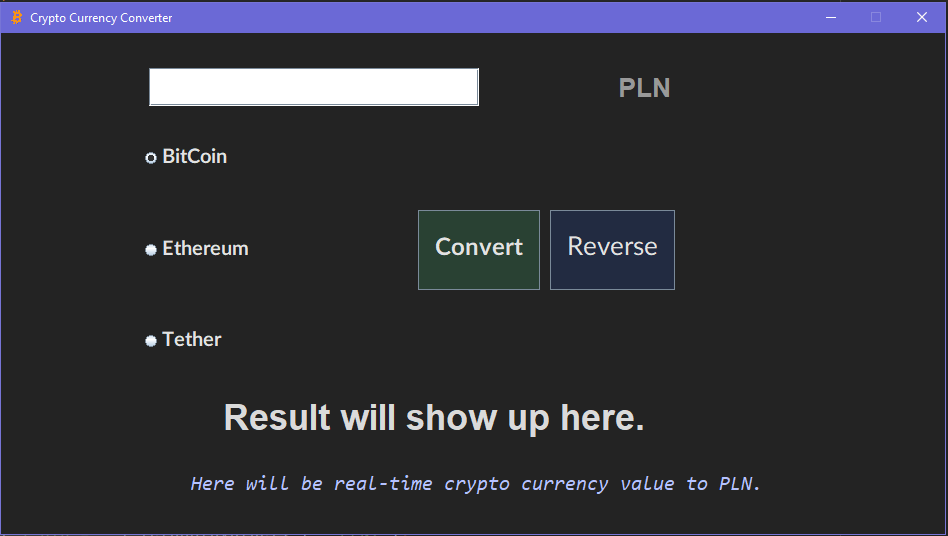 Crypto Currency Converter
PLN
BitCoin
Ethereum
Convert
Reverse
Tether
Result will show up here.
Here will be real-time crypto currency value to PLN.